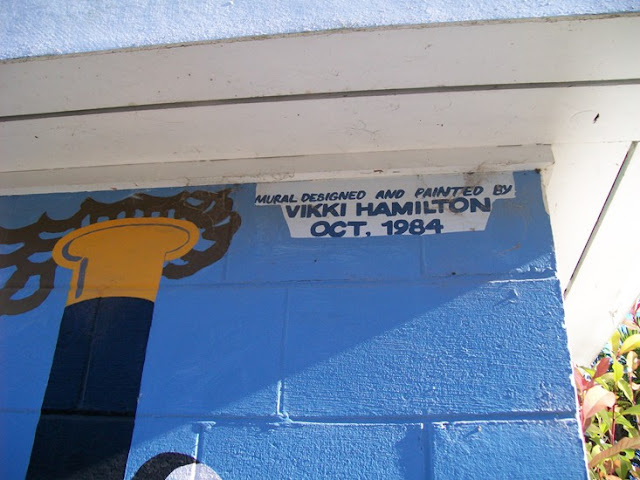 MURAL DESIGNED AND PAINTED BY
VIKKI HAMILTON
OCT, 1984